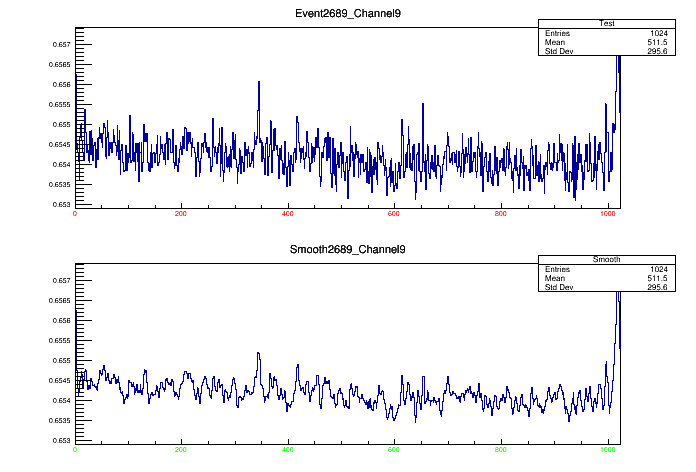 Event2689_Channel9
Test
Entries 1024
Mean 511.5
Std Dev 295.6
0.657
0.6565
0.656
0.6555
0.655
0.6545
0.654
0.6535
0.653
0 200 400 600 800 1000
Smooth2689_Channel9
Smooth
Entries 1024
Mean 511.5
Std Dev 295.6
0.657
0.6565
0.656
0.6555
0.655
0.6545
0.654
0.6535
0.653
0 200 400 600 800 1000